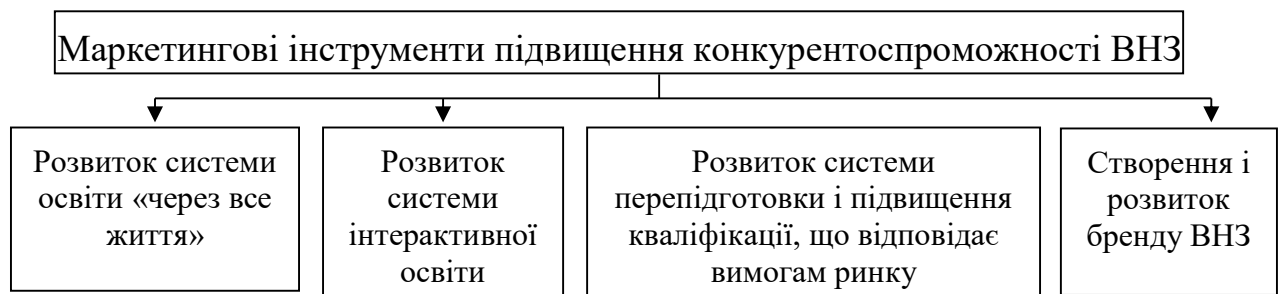 Маркетингові інструменти підвищення конкурентоспроможності ВНЗ
Розвиток системи
освіти «через все
життя»
Розвиток
системи
інтерактивної
освіти
Розвиток системи
перепідготовки і підвищення
кваліфікації, що відповідає
вимогам ринку
Створення і
розвиток
бренду ВНЗ